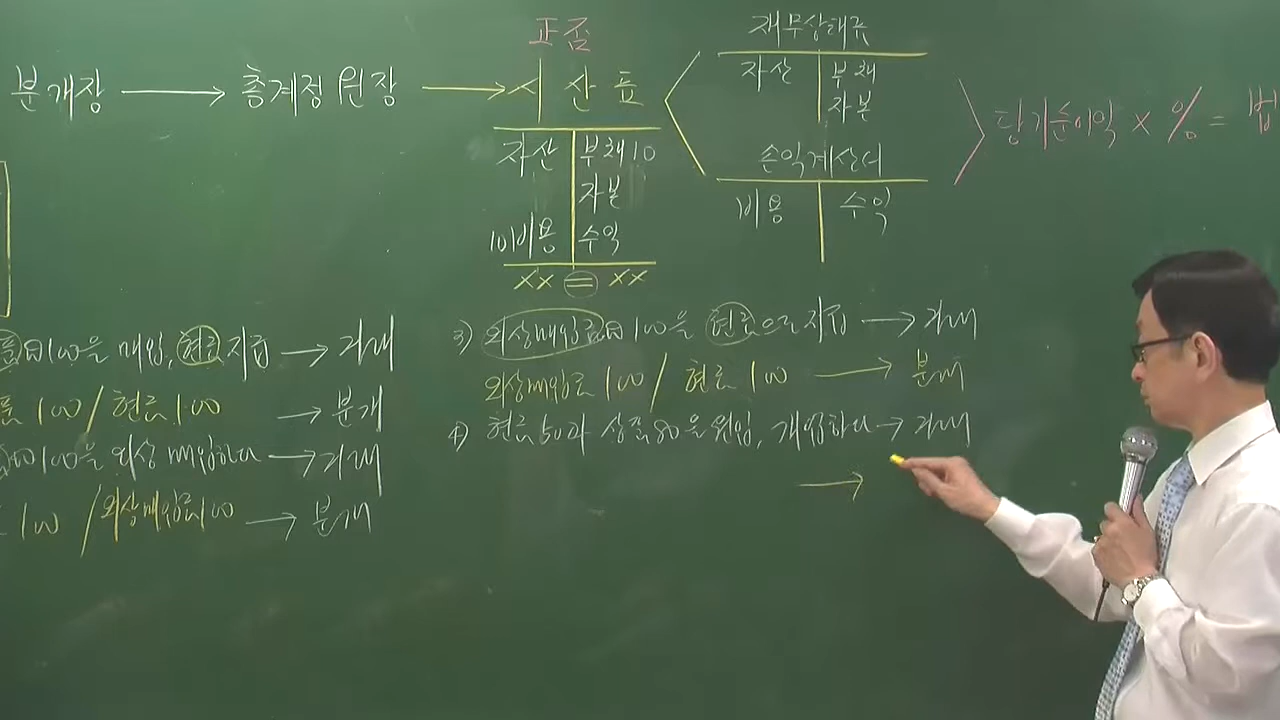 正否
분개장 → 총계정원장 → 시산표
자산 부채 10
자본
10 비용 수익
xx = xx
재무상태표
자산 부채
자본
손익계산서
비용 수익
당기순이익 x % = 법
품 100을 매입, 현금 지급 → 거래
품 100 / 현금 100 → 분개
100을 외상 매입하다 → 거래
100 / 외상매입금 100 → 분개
3) 외상매입금 100을 현금으로 지급 → 거래
외상매입금 100 / 현금 100 → 분개
4) 현금 50과 상품 80을 원입, 개업하다 → 거래
→